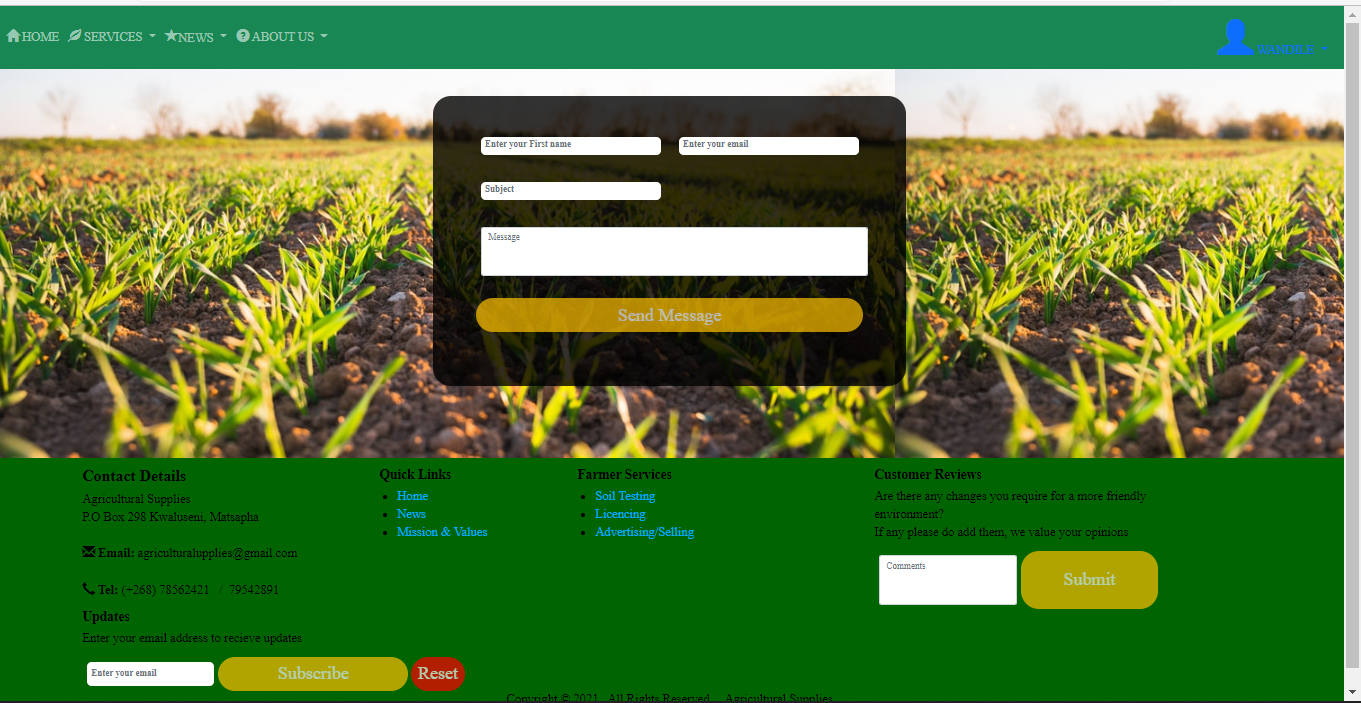 HOME SERVICES NEWS ABOUT US
Enter your First name Enter your email
Subject
Message
Send Message
Contact Details
Agricultural Supplies
P.O Box 298 Kwaluseni, Matsapha
Email: agriculturalupplies@gmail.com
Tel: (+268) 78562421 / 79542891
Quick Links
Home
News
Mission & Values
Farmer Services
Soil Testing
Licencing
Advertising/Selling
Customer Reviews
Are there any changes you require for a more friendly
environment?
If any please do add them, we value your opinions
Comments
Submit
Updates
Enter your email address to recieve updates
Enter your email
Subscribe Reset
Copyright © 2021 All Rights Reserved Agricultural Supplies